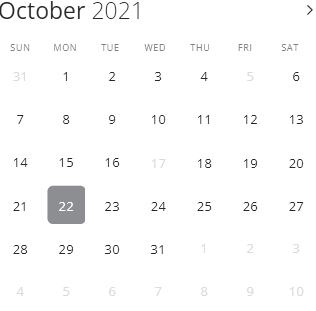 October 2021
SUN MON TUE WED THU FRI SAT
31 1 2 3 4 5 6
7 8 9 10 11 12 13
14 15 16 17 18 19 20
21 22 23 24 25 26 27
28 29 30 31 1 2 3
4 5 6 7 8 9 10